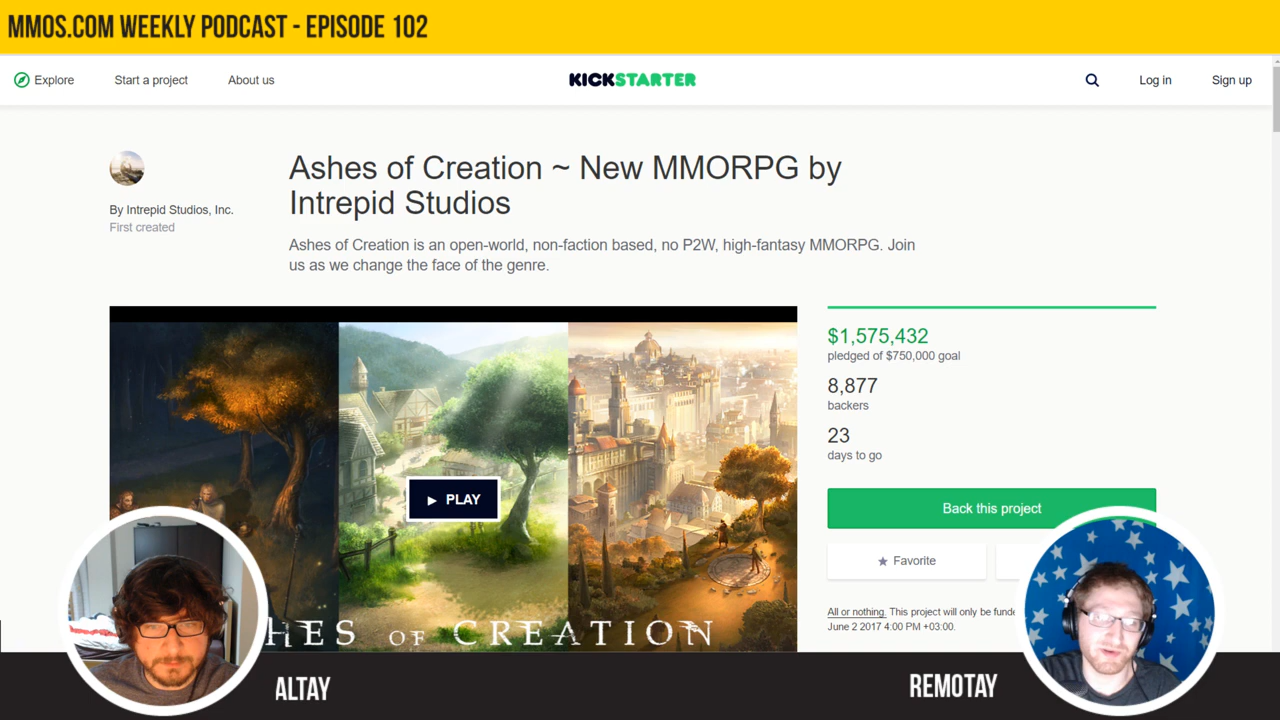 MMOS.COM WEEKLY PODCAST - EPISODE 102
Explore
Start a project
About us
KICKSTARTER
Log in
Sign up
Ashes of Creation ~ New MMORPG by
Intrepid Studios
By Intrepid Studios, Inc.
First created
Ashes of Creation is an open-world, non-faction based, no P2W, high-fantasy MMORPG. Join
us as we change the face of the genre.
$1,575,432
pledged of $750,000 goal
8,877
backers
23
days to go
PLAY
Back this project
Favorite
All or nothing. This project will only be funde
June 2 2017 4:00 PM +03:00.
HES OF CREATION
ALTAY
REMOTAY